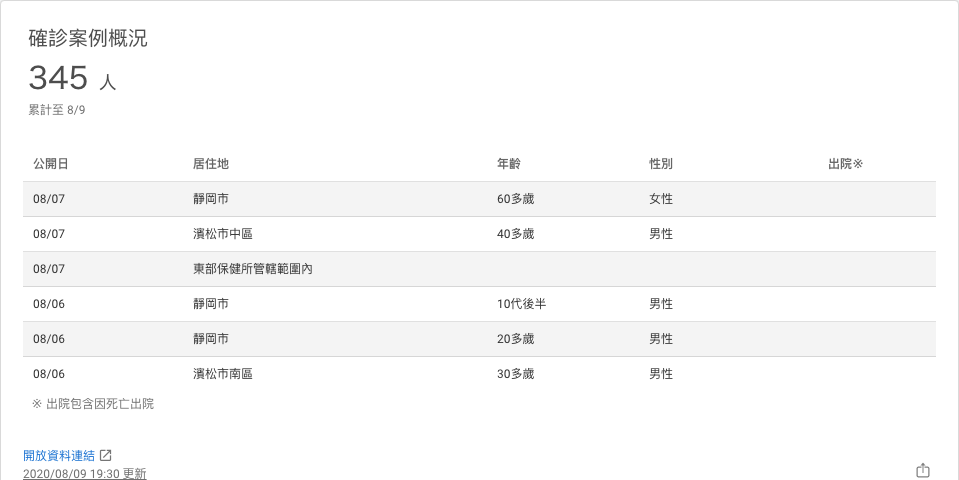 確診案例概況
345 人
累計至 8/9
公開日 居住地 年齡 性別 出院※
08/07 靜岡市 60多歲 女性
08/07 濱松市中區 40多歲 男性
08/07 東部保健所管轄範圍內
08/06 靜岡市 10代後半 男性
08/06 靜岡市 20多歲 男性
08/06 濱松市南區 30多歲 男性
※ 出院包含因死亡出院
開放資料連結
2020/08/09 19:30 更新